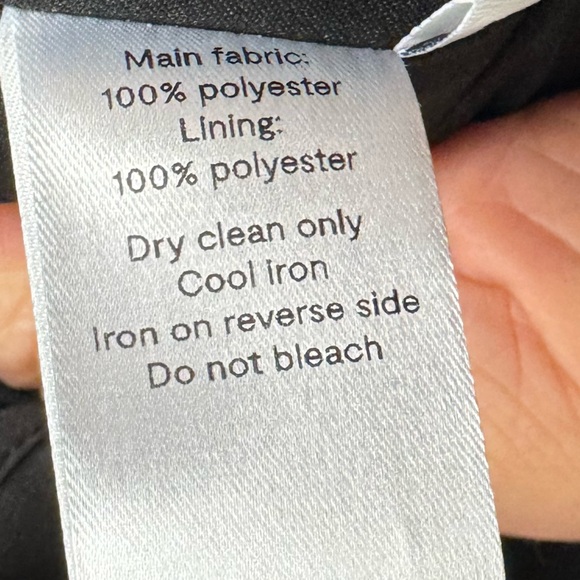 Main fabric:
100% polyester
Lining:
100% polyester
Dry clean only
Cool iron
Iron on reverse side
Do not bleach